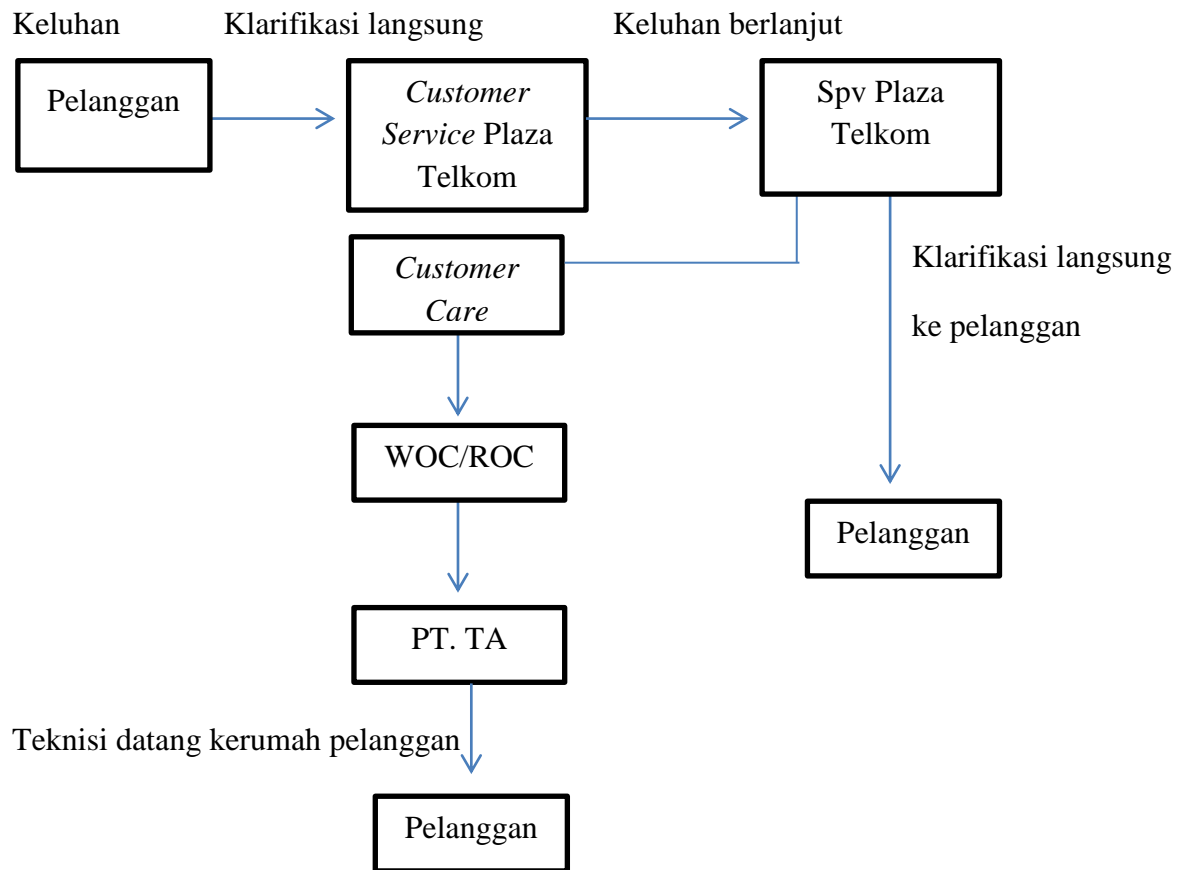 Keluhan
Klarifikasi langsung
Keluhan berlanjut
Pelanggan
Customer
Service Plaza
Telkom
Spv Plaza
Telkom
Customer
Care
Klarifikasi langsung
ke pelanggan
WOC/ROC
Pelanggan
PT. TA
Teknisi datang kerumah pelanggan
Pelanggan